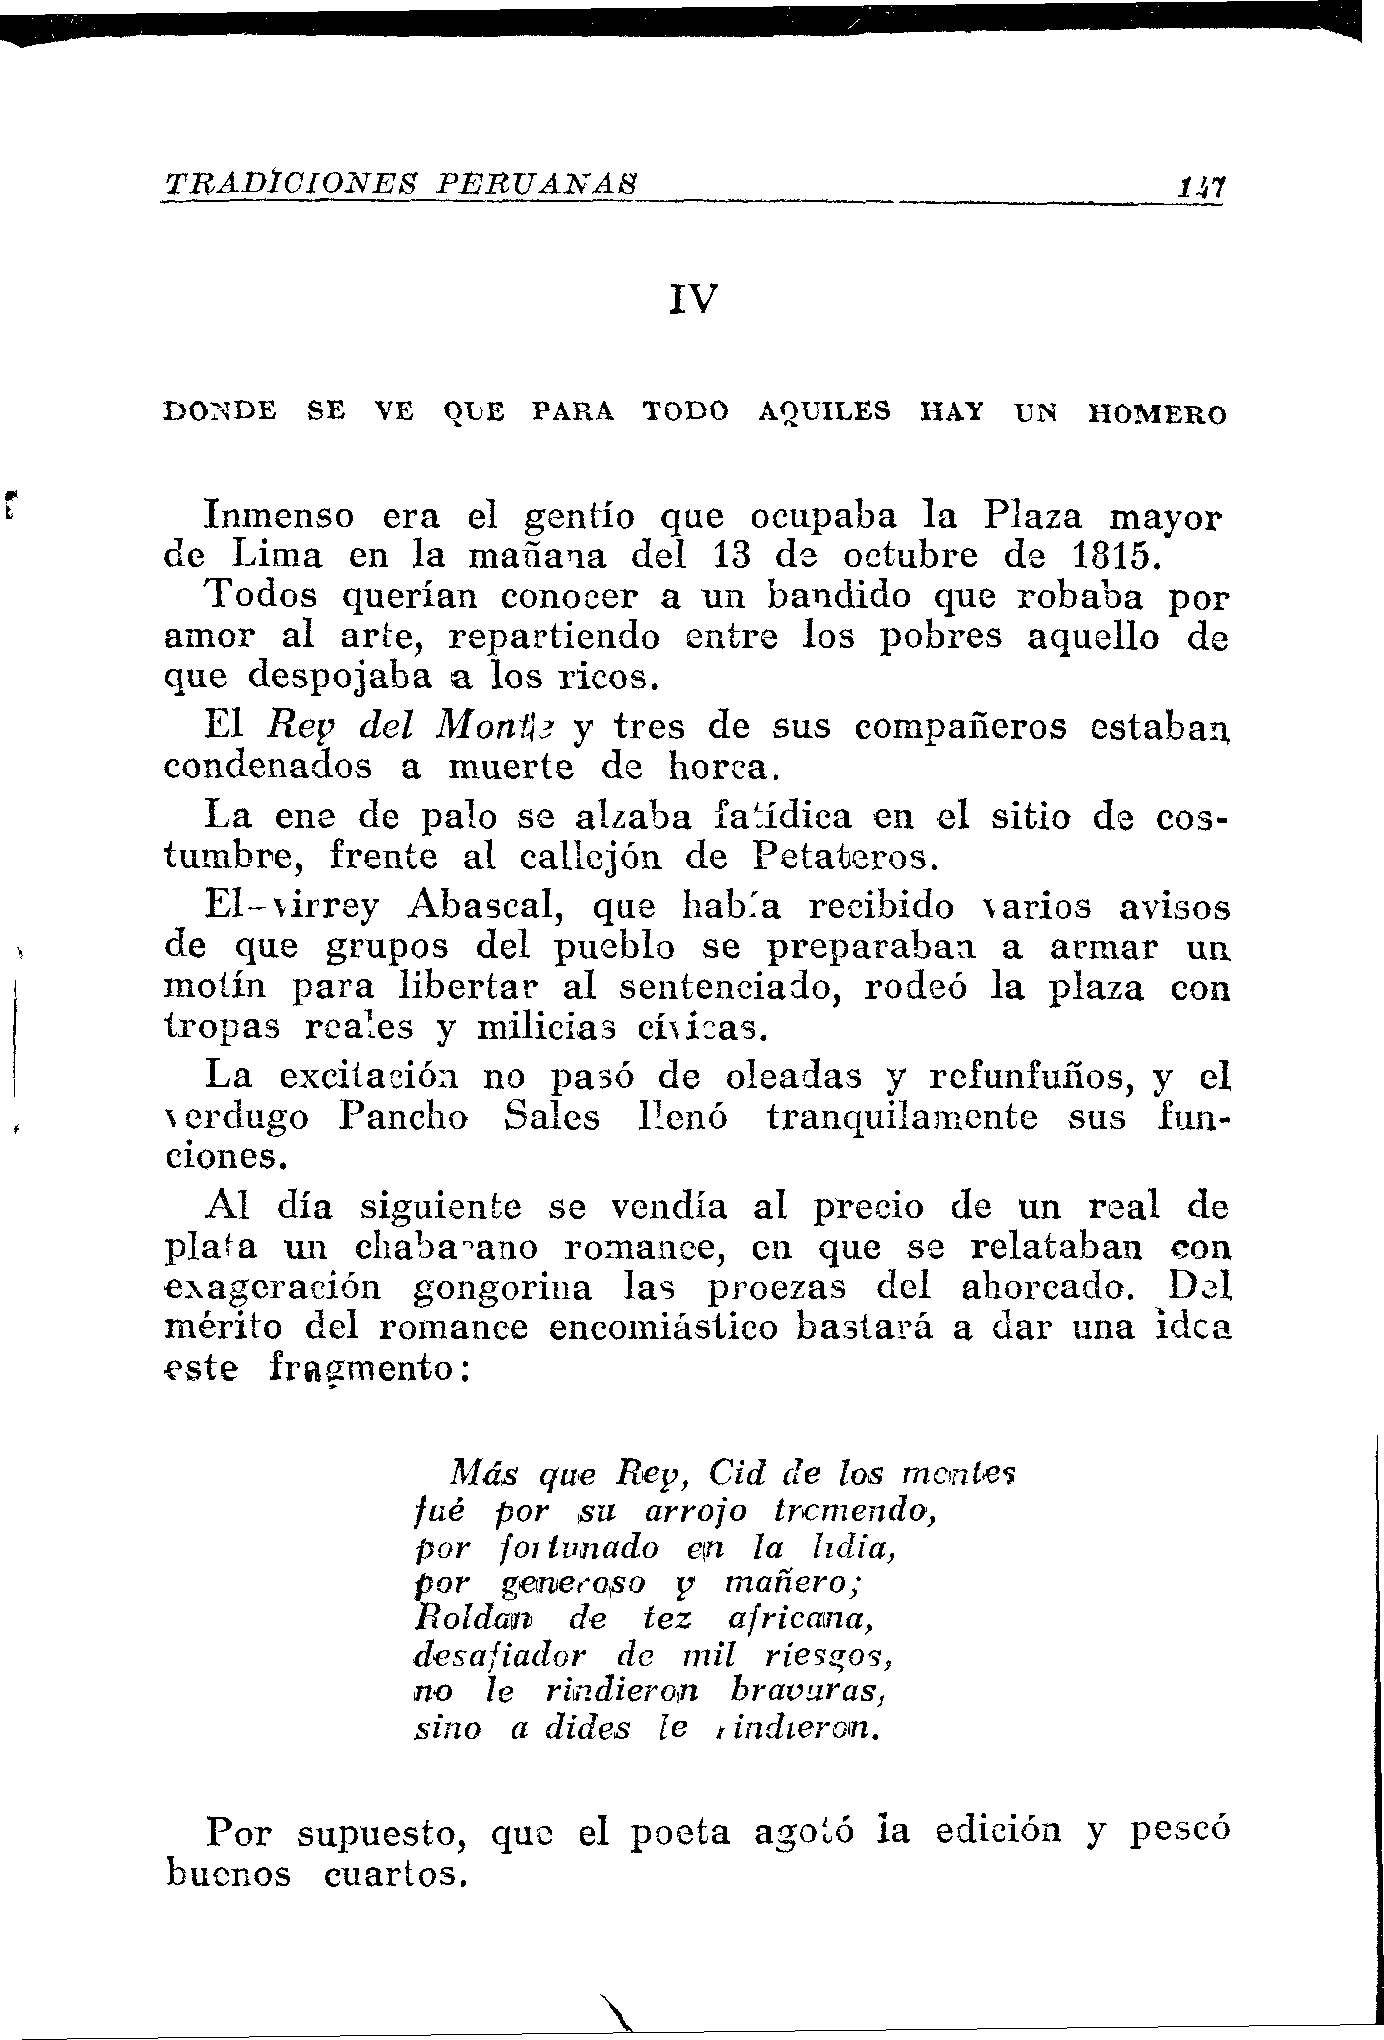 TRADICIONES PERUANAS 147
IV
DONDE SE VE QUE PARA TODO AQUILES HAY UN HOMERO
Inmenso era el gentío que ocupaba la Plaza mayor
de Lima en la mañana del 13 de octubre de 1815.
Todos querían conocer a un bandido que robaba por
amor al arte, repartiendo entre los pobres aquello de
que despojaba a los ricos.
El Rey del Monte y tres de sus compañeros estaban
condenados a muerte de horca.
La ene de palo se alzaba fatídica en el sitio de cos-
tumbre, frente al callejón de Petateros.
El virrey Abascal, que había recibido varios avisos
de que grupos del pueblo se preparaban a armar un
motín para libertar al sentenciado, rodeó la plaza con
tropas reales y milicias cívicas.
La excitación no pasó de oleadas y refunfuños, y el
verdugo Pancho Sales llenó tranquilamente sus fun-
ciones.
Al día siguiente se vendía al precio de un real de
plata un chabacano romance, en que se relataban con
exageración gongorina las proezas del ahorcado. Del
mérito del romance encomiástico bastará a dar una idea
este fragmento:
Más que Rey, Cid de los montes
fué por su arrojo tremendo,
por fortunado en la lidia,
por generoso y mañero;
Roldan de tez africana,
desafiador de mil riesgos,
no le rindieron bravuras,
sino a dides le rindieron.
Por supuesto, que el poeta agotó la edición y pescó
buenos cuartos.